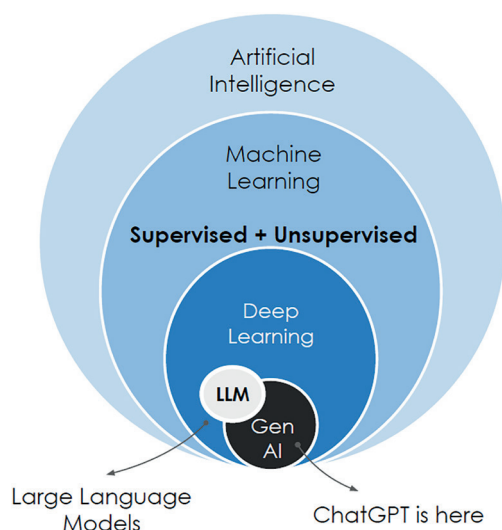 Artificial
Intelligence
Machine
Learning
Supervised + Unsupervised
Deep
Learning
LLM
Gen
AI
Large Language
Models
ChatGPT is here